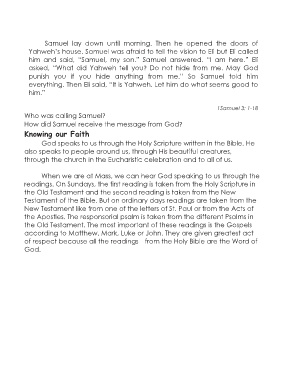 Samuel lay down until morning. Then he opened the doors of
Yahweh's house. Samuel was afraid to tell the vision to Eli but Eli called
him and said, "Samuel, my son." Samuel answered. "I am here." Eli
asked, "What did Yahweh tell you? Do not hide from me. May God
punish you if you hide anything from me." So Samuel told him
everything. Then Eli said, "It is Yahweh. Let him do what seems good to
him."
1Samuel 3: 1-18
Who was calling Samuel?
How did Samuel receive the message from God?
Knowing our Faith
God speaks to us through the Holy Scripture written in the Bible. He
also speaks to people around us, through His beautiful creatures,
through the church in the Eucharistic celebration and to all of us.
When we are at Mass, we can hear God speaking to us through the
readings. On Sundays, the first reading is taken from the Holy Scripture in
the Old Testament and the second reading is taken from the New
Testament of the Bible. But on ordinary days readings are taken from the
New Testament like from one of the letters of St. Paul or from the Acts of
the Apostles. The responsorial psalm is taken from the different Psalms in
the Old Testament. The most important of these readings is the Gospels
according to Matthew, Mark, Luke or John. They are given greatest act
of respect because all the readings from the Holy Bible are the Word of
God.